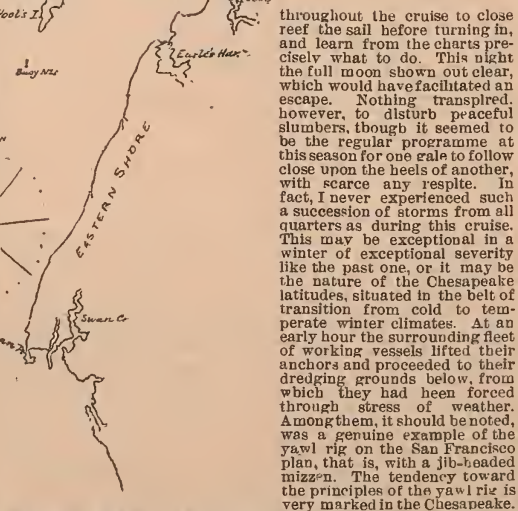 ool's I.
Earle's Har.
EASTERN SHORE
Swan Cr
throughout the cruise to close
reef the sail before turning in,
and learn from the charts pre-
cisely what to do. This night
the full moon shown out clear,
which would have facilitated an
escape. Nothing transpired,
however, to disturb peaceful
slumbers, though it seemed to
be the regular programme at
this season for one gale to follow
close upon the heels of another,
with scarce any respite. In
fact, I never experienced such
a succession of storms from all
quarters as during this cruise.
This may be exceptional in a
winter of exceptional severity
like the past one, or it may be
the nature of the Chesapeake
latitudes, situated in the belt of
transition from cold to tem-
perate winter climates. At an
early hour the surrounding fleet
of working vessels lifted their
anchors and proceeded to their
dredging grounds below, from
which they had been forced
through stress of weather.
Among them, it should be noted,
was a genuine example of the
yawl rig on the San Francisco
plan, that is, with a jib-headed
mizzen. The tendency toward
the principles of the yawl rig is
very marked in the Chesapeake.